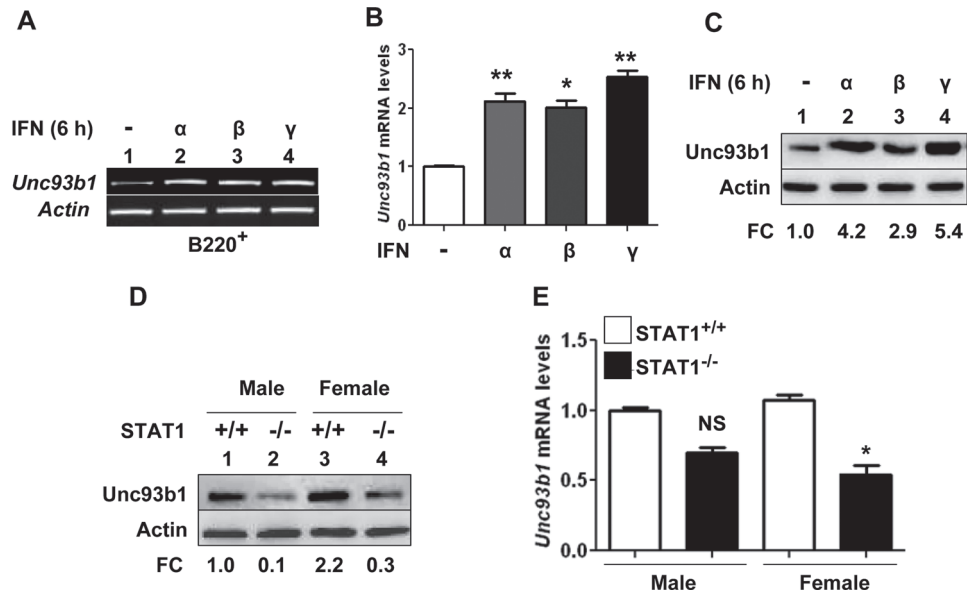 A
IFN (6 h) - α β γ
1 2 3 4
Unc93b1
Actin
B220+
B
Unc93b1 mRNA levels
3
2
1
0
** * **
IFN - α β γ
C
IFN (6 h) - α β γ
1 2 3 4
Unc93b1
Actin
FC 1.0 4.2 2.9 5.4
D
Male Female
STAT1 +/+ -/- +/+ -/-
1 2 3 4
Unc93b1
Actin
FC 1.0 0.1 2.2 0.3
E
Unc93b1 mRNA levels
1.5
1.0
0.5
0.0
STAT1+/+
STAT1-/-
NS
*
Male Female